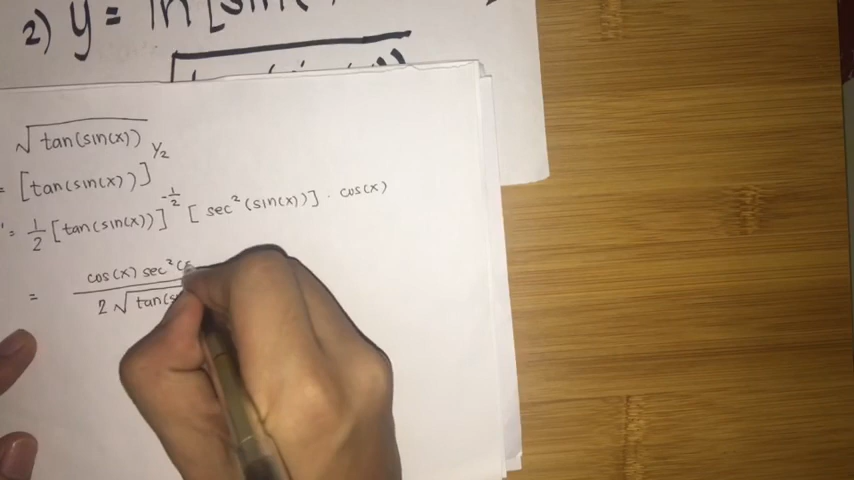 2) y = ln [sin(
√tan(sin(x))
= [tan(sin(x))]^1/2
' = 1/2 [tan(sin(x))]^-1/2 [sec²(sin(x))] · cos(x)
= cos(x) sec²(s
2 √tan(s